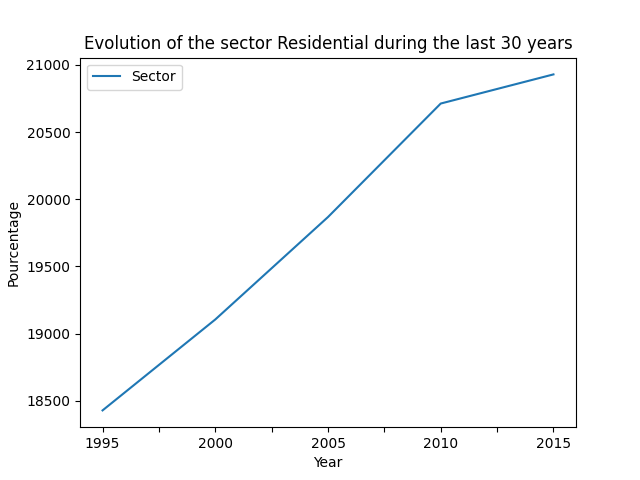 Evolution of the sector Residential during the last 30 years
Sector
21000
20500
20000
19500
19000
18500
Pourcentage
1995 2000 2005 2010 2015
Year